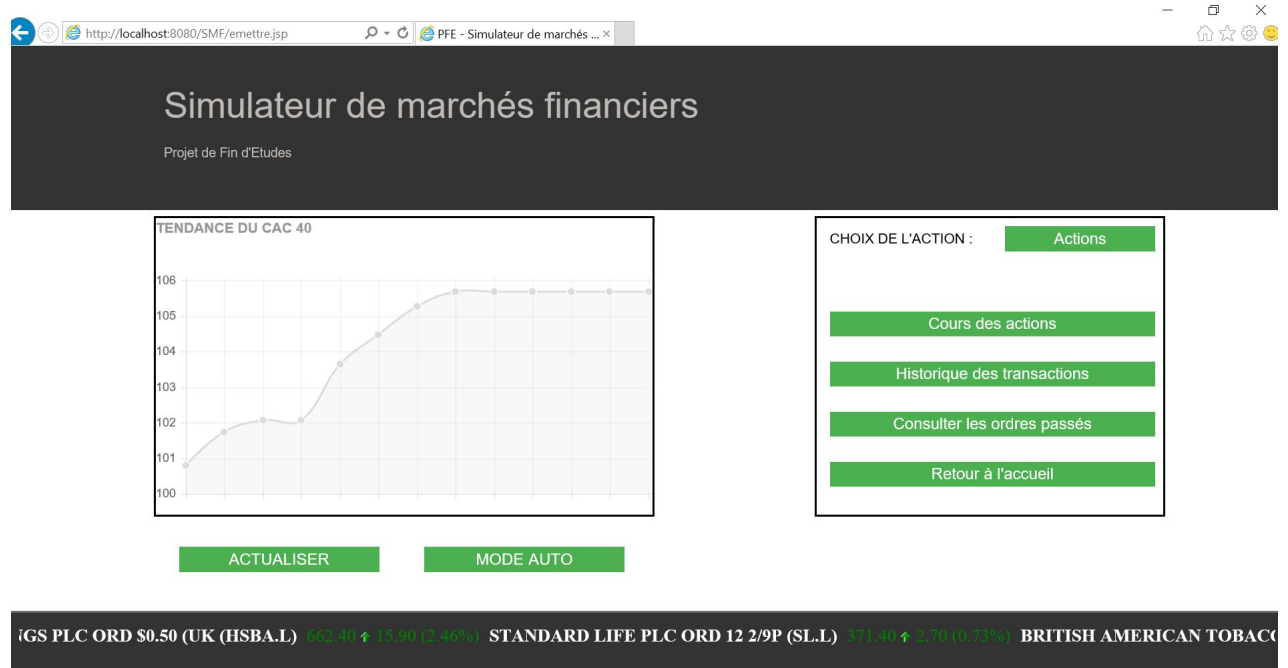 http://localhost:8080/SMF/emettre.jsp
PFE - Simulateur de marchés ...
Simulateur de marchés financiers
Projet de Fin d'Etudes
TENDANCE DU CAC 40
106
105
104
103
102
101
100
CHOIX DE L'ACTION :
Actions
Cours des actions
Historique des transactions
Consulter les ordres passés
Retour à l'accueil
ACTUALISER
MODE AUTO
PLC ORD $0.50 (UK (HSBA.L) 662.40 15.90 (2.46%) STANDARD LIFE PLC ORD 12 2/9P (SL.L) 371.40 2.70 (0.73%) BRITISH AMERICAN